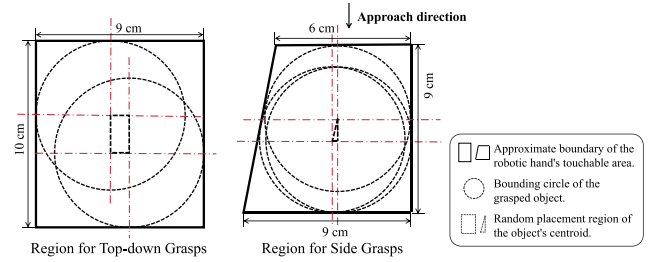 9 cm
10 cm
Region for Top-down Grasps
Approach direction
6 cm
9 cm
9 cm
Region for Side Grasps
Approximate boundary of the
robotic hand's touchable area.
Bounding circle of the
grasped object.
Random placement region of
the object's centroid.